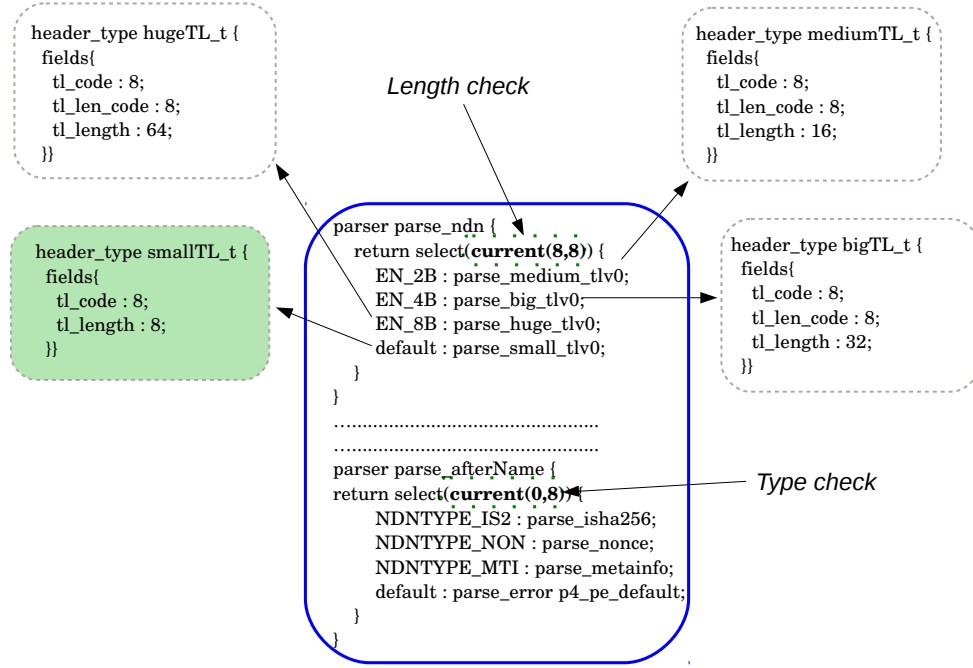 header_type hugeTL_t {
fields{
tl_code : 8;
tl_len_code : 8;
tl_length : 64;
}}
Length check
header_type mediumTL_t {
fields{
tl_code : 8;
tl_len_code : 8;
tl_length : 16;
}}
header_type smallTL_t {
fields{
tl_code : 8;
tl_length : 8;
}}
parser parse_ndn {
return select(current(8,8)) {
EN_2B : parse_medium_tlv0;
EN_4B : parse_big_tlv0;
EN_8B : parse_huge_tlv0;
default : parse_small_tlv0;
}
}
header_type bigTL_t {
fields{
tl_code : 8;
tl_len_code : 8;
tl_length : 32;
}}
……………………………………………
……………………………………………
parser parse_afterName {
return select(current(0,8)) {
NDNTYPE_IS2 : parse_isha256;
NDNTYPE_NON : parse_nonce;
NDNTYPE_MTI : parse_metainfo;
default : parse_error p4_pe_default;
}
}
Type check